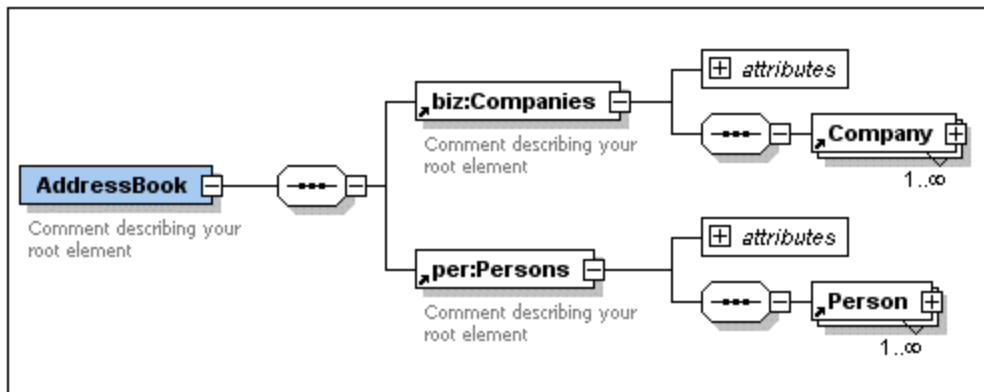 attributes
biz:Companies
Company
Comment describing your
root element
1..∞
AddressBook
Comment describing your
root element
attributes
per:Persons
Person
Comment describing your
root element
1..∞